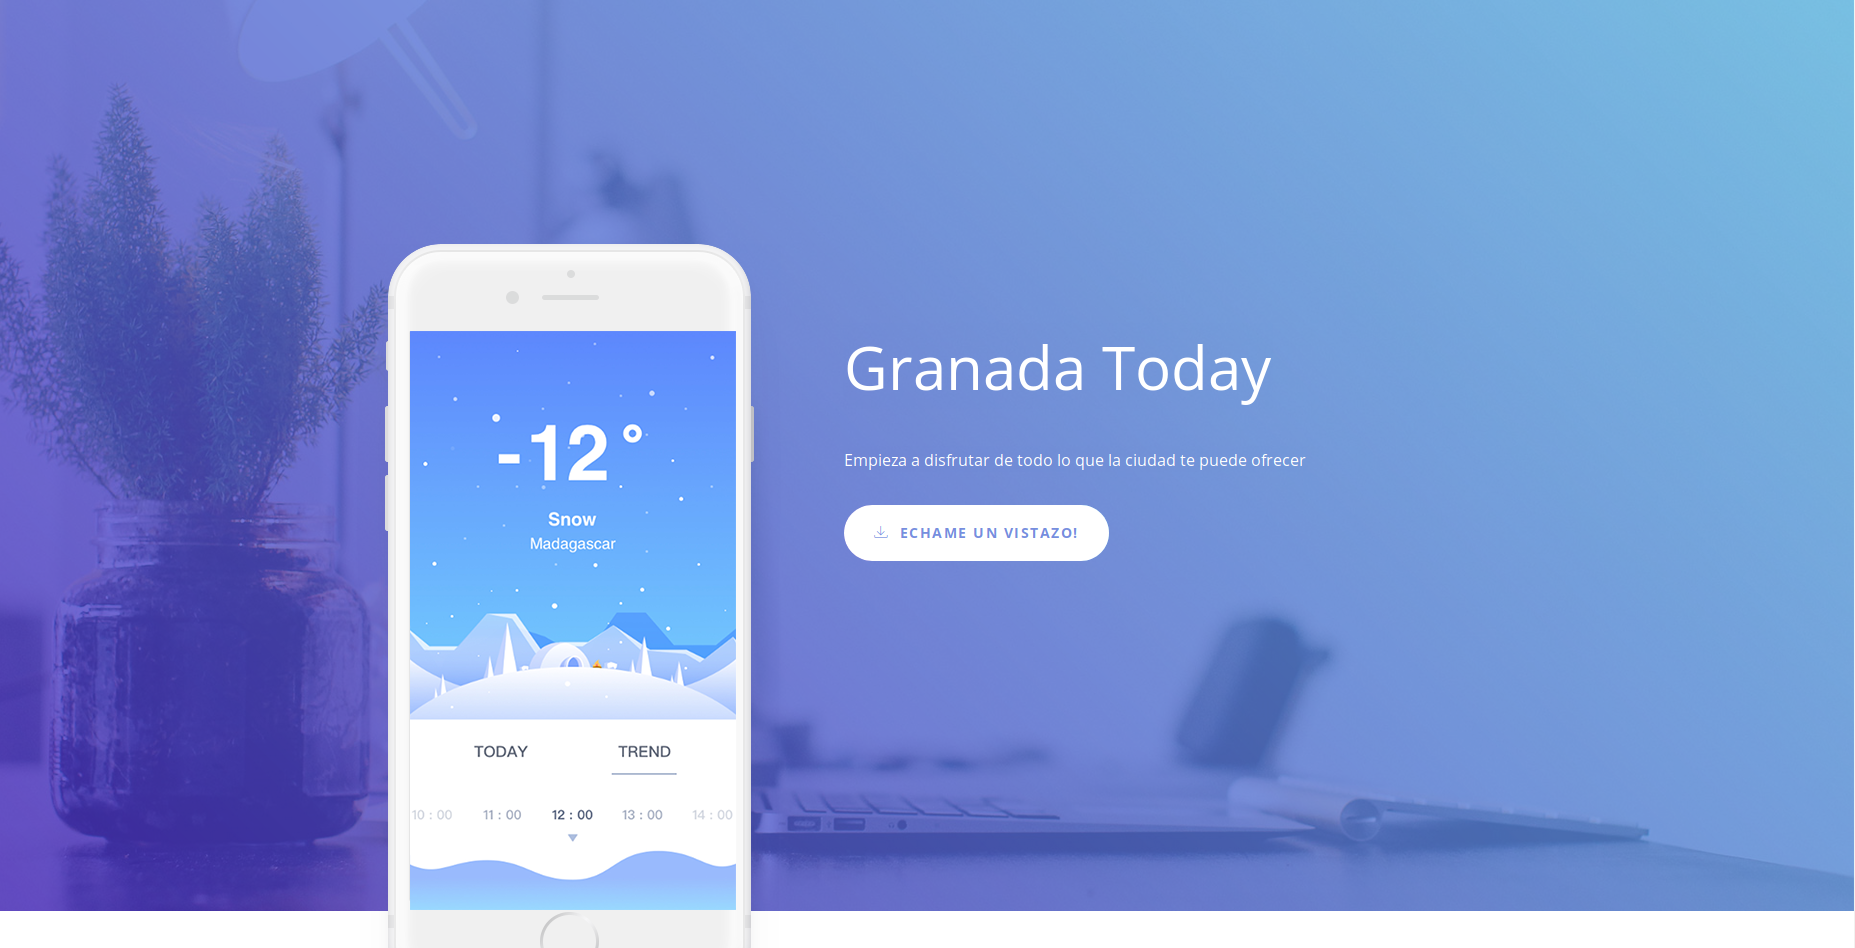 -12°
Snow
Madagascar
TODAY TREND
10 : 00 11 : 00 12 : 00 13 : 00 14 : 00
Granada Today
Empieza a disfrutar de todo lo que la ciudad te puede ofrecer
ECHAME UN VISTAZO!